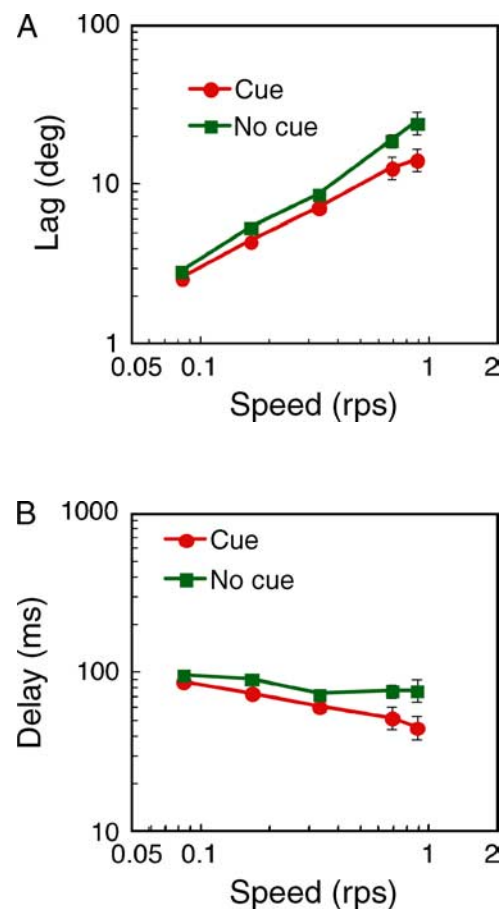 A
100
Cue
No cue
10
Lag (deg)
1
0.05 0.1 1 2
Speed (rps)
B
1000
Cue
No cue
100
Delay (ms)
10
0.05 0.1 1 2
Speed (rps)